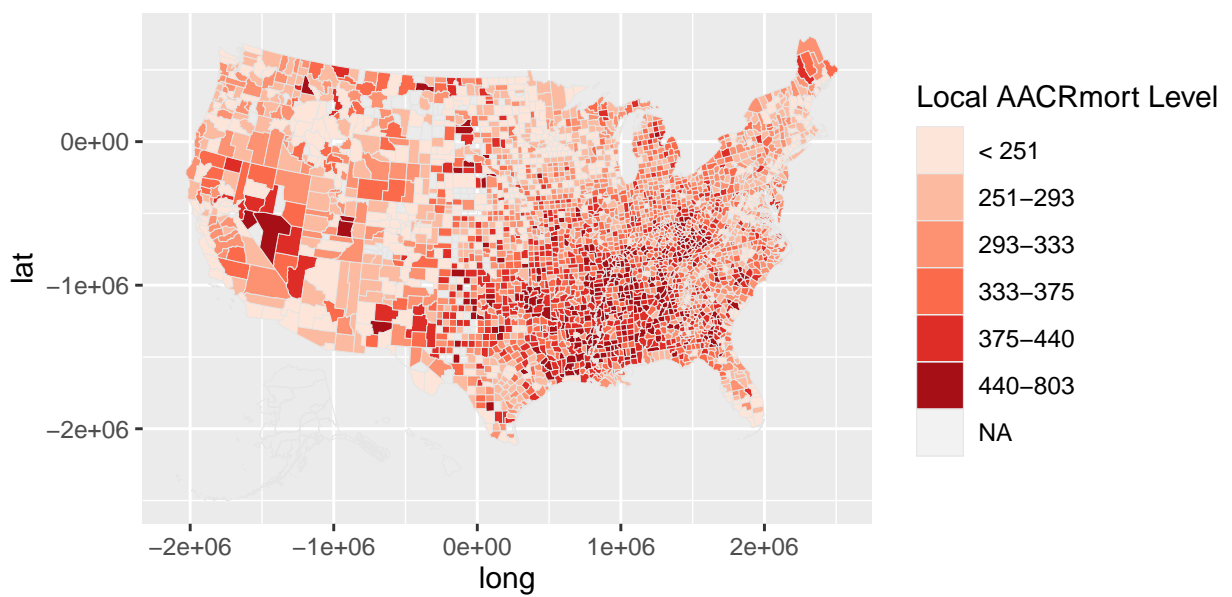 Local AACRmort Level
< 251
251−293
293−333
333−375
375−440
440−803
NA
lat
0e+00
−1e+06
−2e+06
−2e+06
−1e+06
0e+00
1e+06
2e+06
long